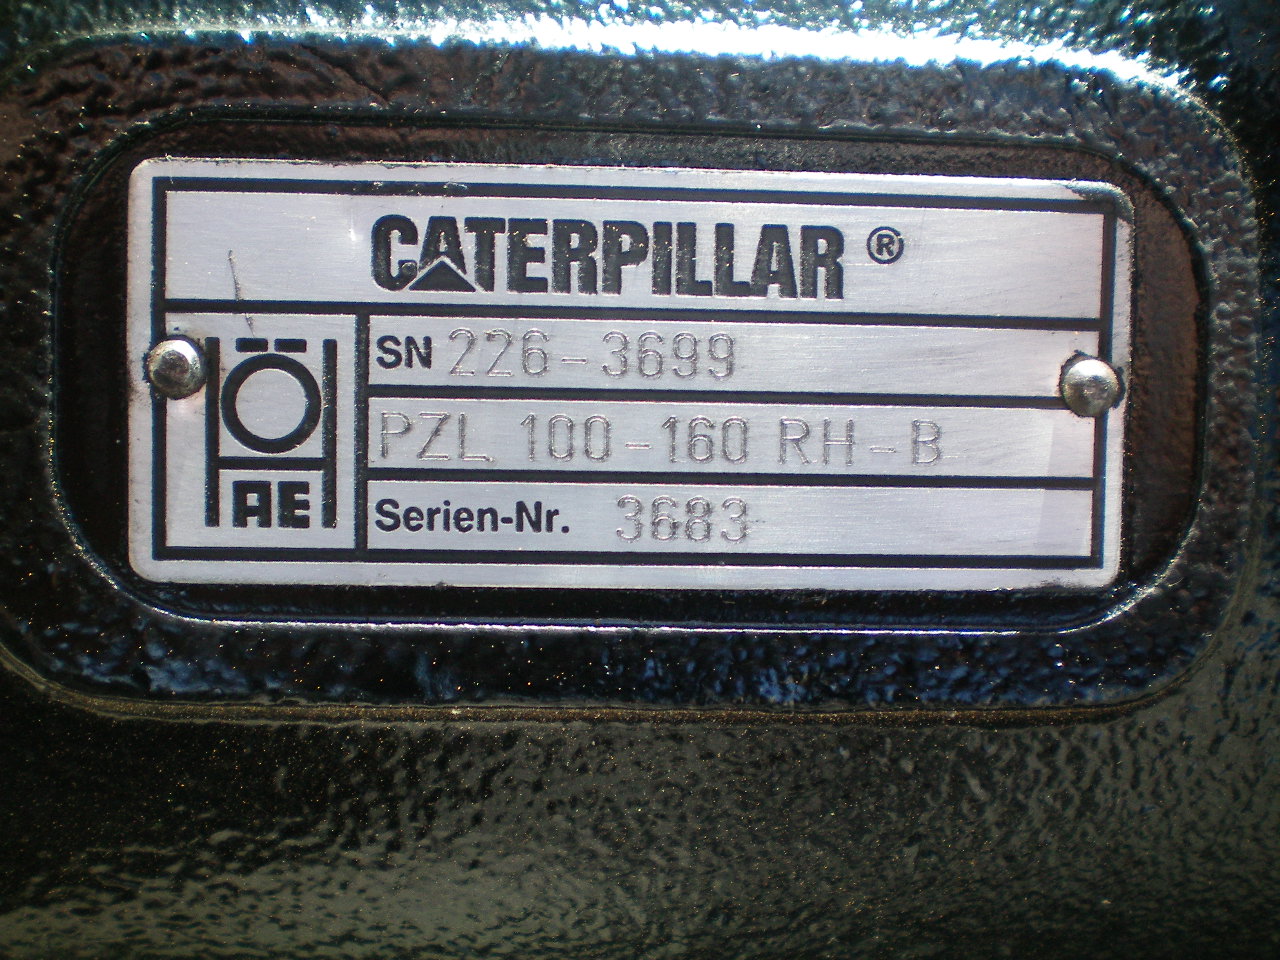 CATERPILLAR ®
SN 226-3699
PZL 100-160 RH-B
AE
Serien-Nr. 3683